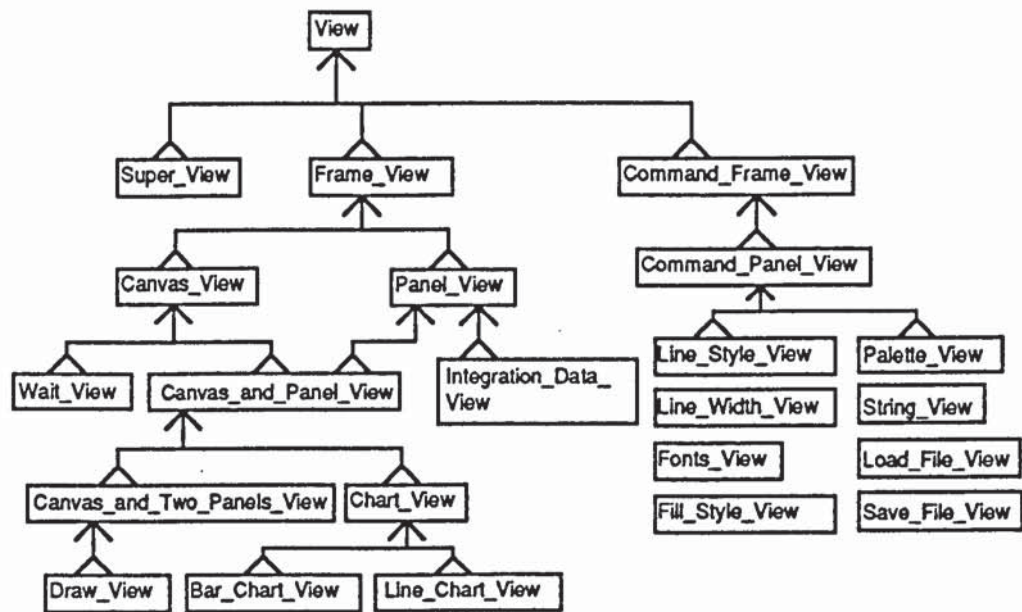 View
Super_View
Frame_View
Command_Frame_View
Canvas_View
Panel_View
Command_Panel_View
Wait_View
Canvas_and_Panel_View
Integration_Data_
View
Line_Style_View
Palette_View
Line_Width_View
String_View
Fonts_View
Load_File_View
Canvas_and_Two_Panels_View
Chart_View
Fill_Style_View
Save_File_View
Draw_View
Bar_Chart_View
Line_Chart_View